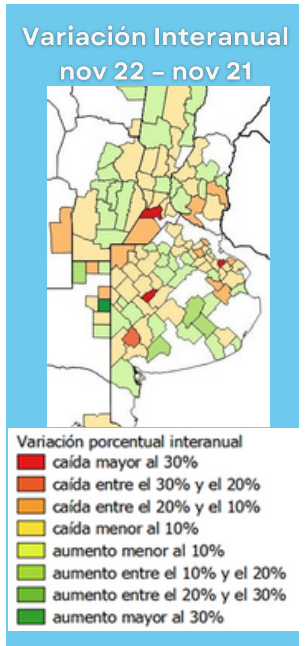 Variación Interanual
nov 22 – nov 21
Variación porcentual interanual
caída mayor al 30%
caída entre el 30% y el 20%
caída entre el 20% y el 10%
caída menor al 10%
aumento menor al 10%
aumento entre el 10% y el 20%
aumento entre el 20% y el 30%
aumento mayor al 30%